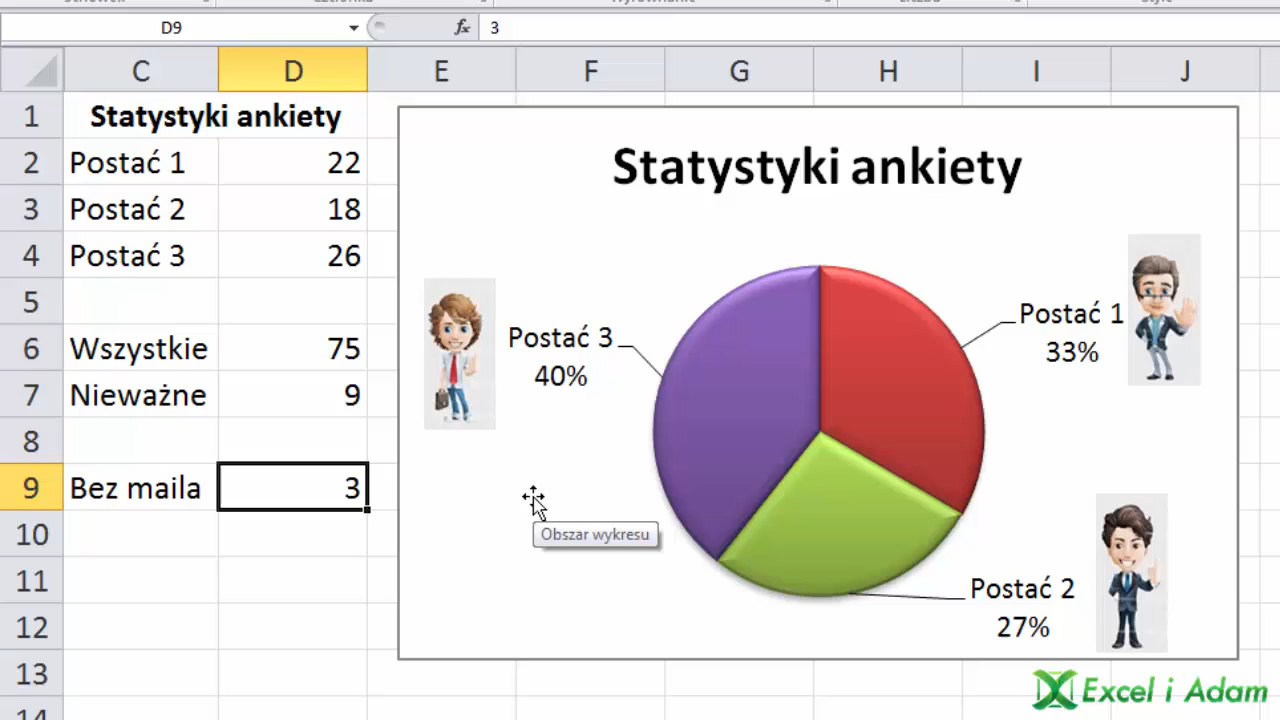 D9
fx
3
C D E F G H I J
1 Statystyki ankiety
2 Postać 1 22
3 Postać 2 18
4 Postać 3 26
5
6 Wszystkie 75
7 Nieważne 9
8
9 Bez maila 3
10
11
12
13
14
Statystyki ankiety
Postać 3
40%
Postać 1
33%
Obszar wykresu
Postać 2
27%
Excel i Adam